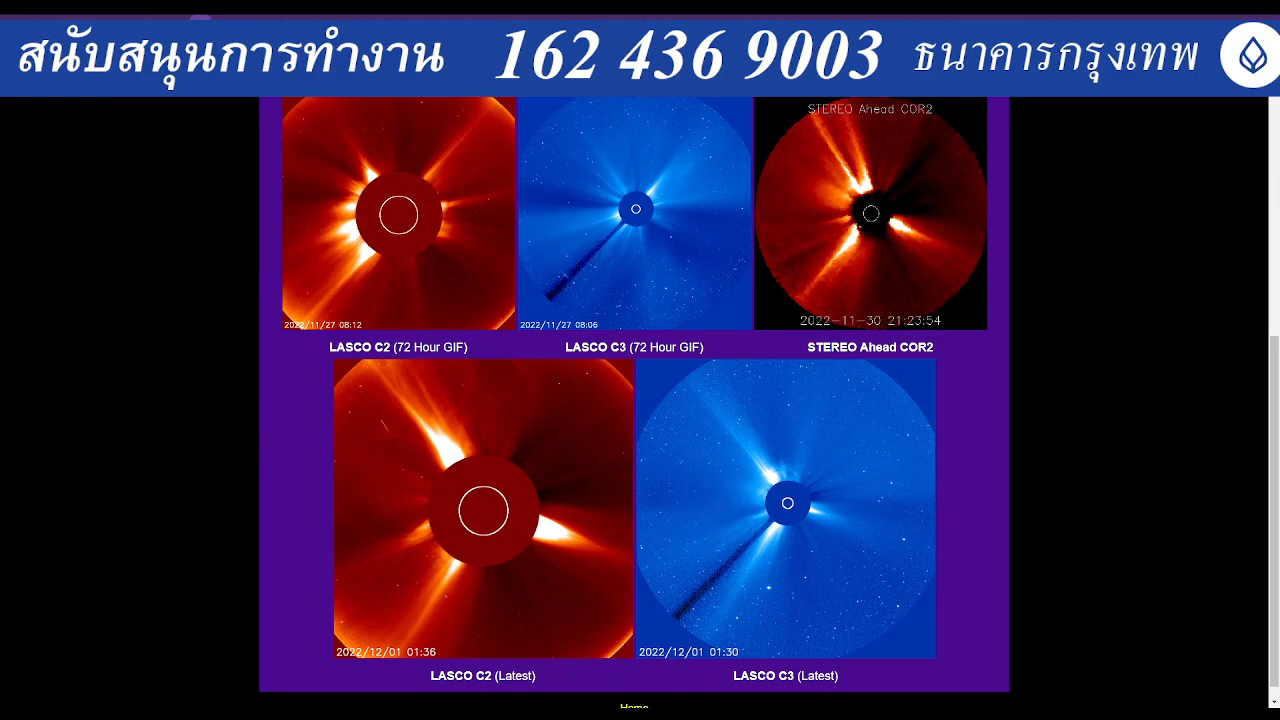 สนับสนุนการทำงาน 162 436 9003 ธนาคารกรุงเทพ
STEREO Ahead COR2
2022/11/27 08:12
2022/11/27 08:06
2022-11-30 21:23:54
LASCO C2 (72 Hour GIF)
LASCO C3 (72 Hour GIF)
STEREO Ahead COR2
2022/12/01 01:36
2022/12/01 01:30
LASCO C2 (Latest)
LASCO C3 (Latest)
Home